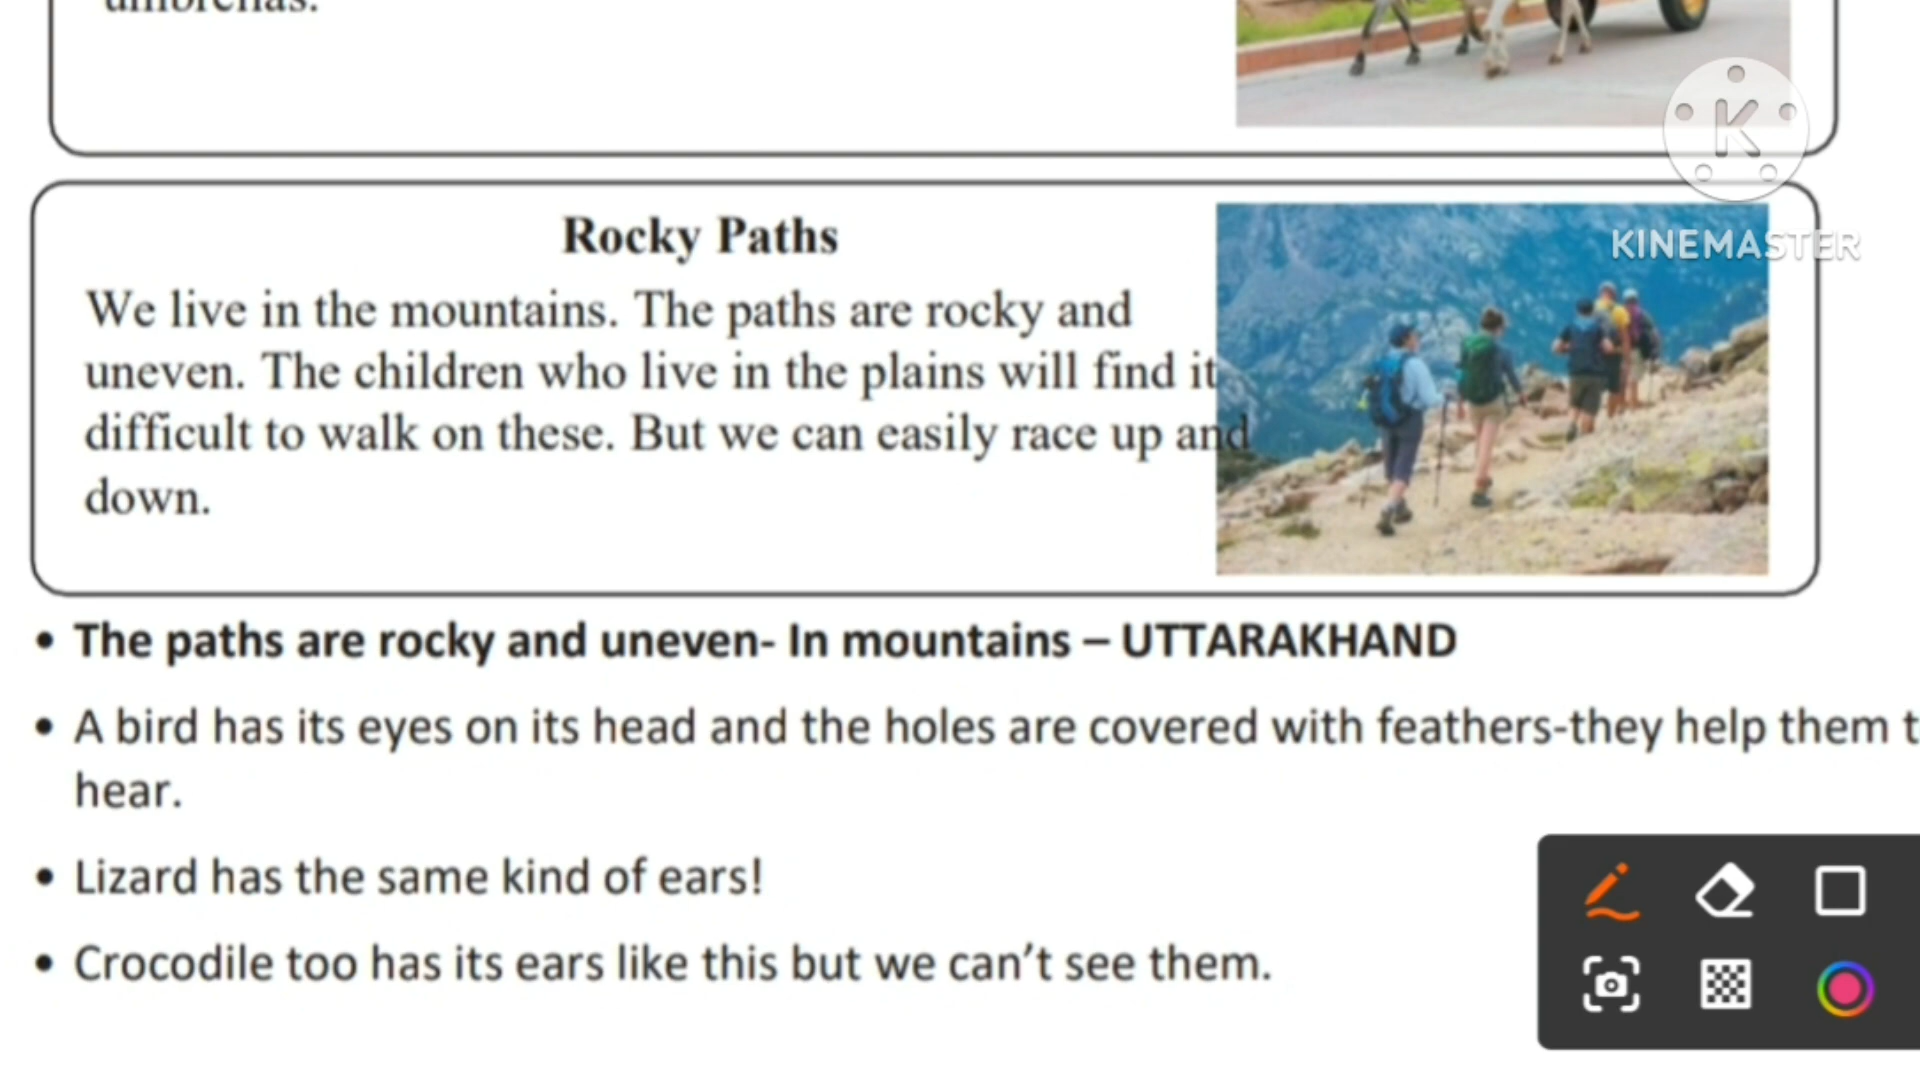 umbrellas.
K
KINEMASTER
Rocky Paths
We live in the mountains. The paths are rocky and
uneven. The children who live in the plains will find it
difficult to walk on these. But we can easily race up and
down.
• The paths are rocky and uneven- In mountains – UTTARAKHAND
• A bird has its eyes on its head and the holes are covered with feathers-they help them t
hear.
• Lizard has the same kind of ears!
• Crocodile too has its ears like this but we can't see them.